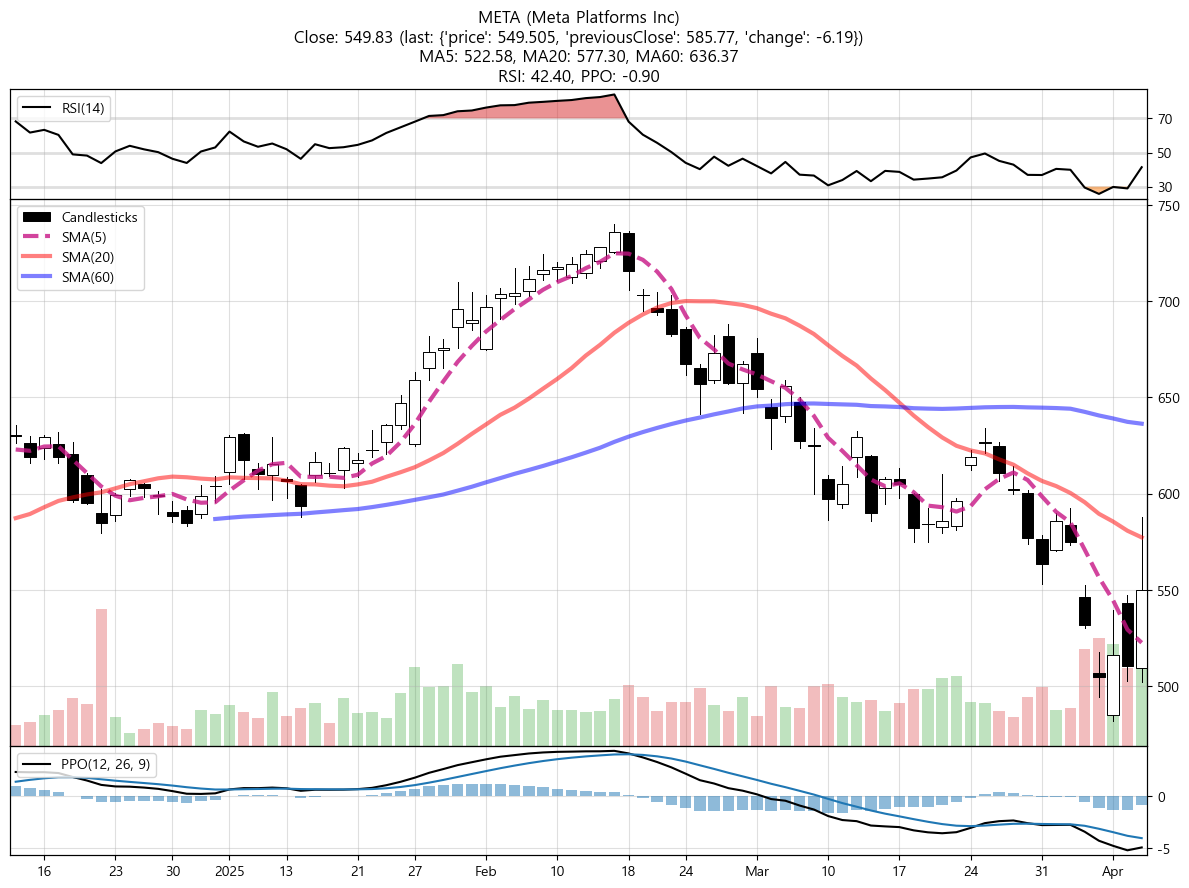 META (Meta Platforms Inc)
Close: 549.83 (last: {'price': 549.505, 'previousClose': 585.77, 'change': -6.19})
MA5: 522.58, MA20: 577.30, MA60: 636.37
RSI: 42.40, PPO: -0.90
RSI(14)
70
50
30
Candlesticks
SMA(5)
SMA(20)
SMA(60)
750
700
650
600
550
500
PPO(12, 26, 9)
0
-5
16 23 30 2025 13 21 27 Feb 10 18 24 Mar 10 17 24 31 Apr